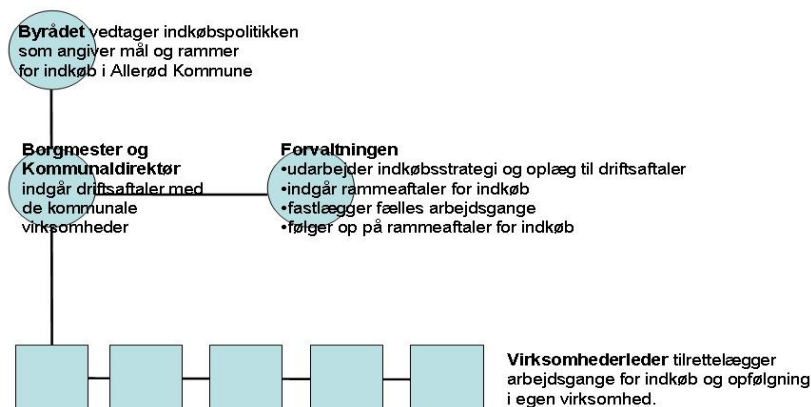 Byrådet vedtager indkøbspolitikken
som angiver mål og rammer
for indkøb i Allerød Kommune
Borgmester og
Kommunaldirektør
indgår driftsaftaler med
de kommunale
virksomheder
Forvaltningen
•udarbejder indkøbsstrategi og oplæg til driftsaftaler
•indgår rammeaftaler for indkøb
•fastlægger fælles arbejdsgange
•følger op på rammeaftaler for indkøb
Virksomhederleder tilrettelægger
arbejdsgange for indkøb og opfølgning
i egen virksomhed.